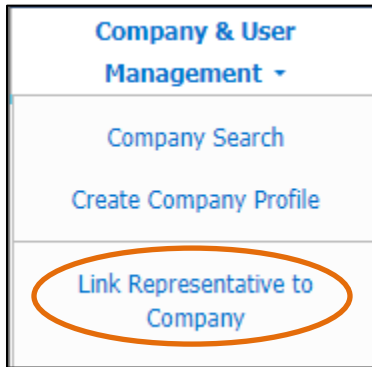 Company & User
Management
Company Search
Create Company Profile
Link Representative to
Company